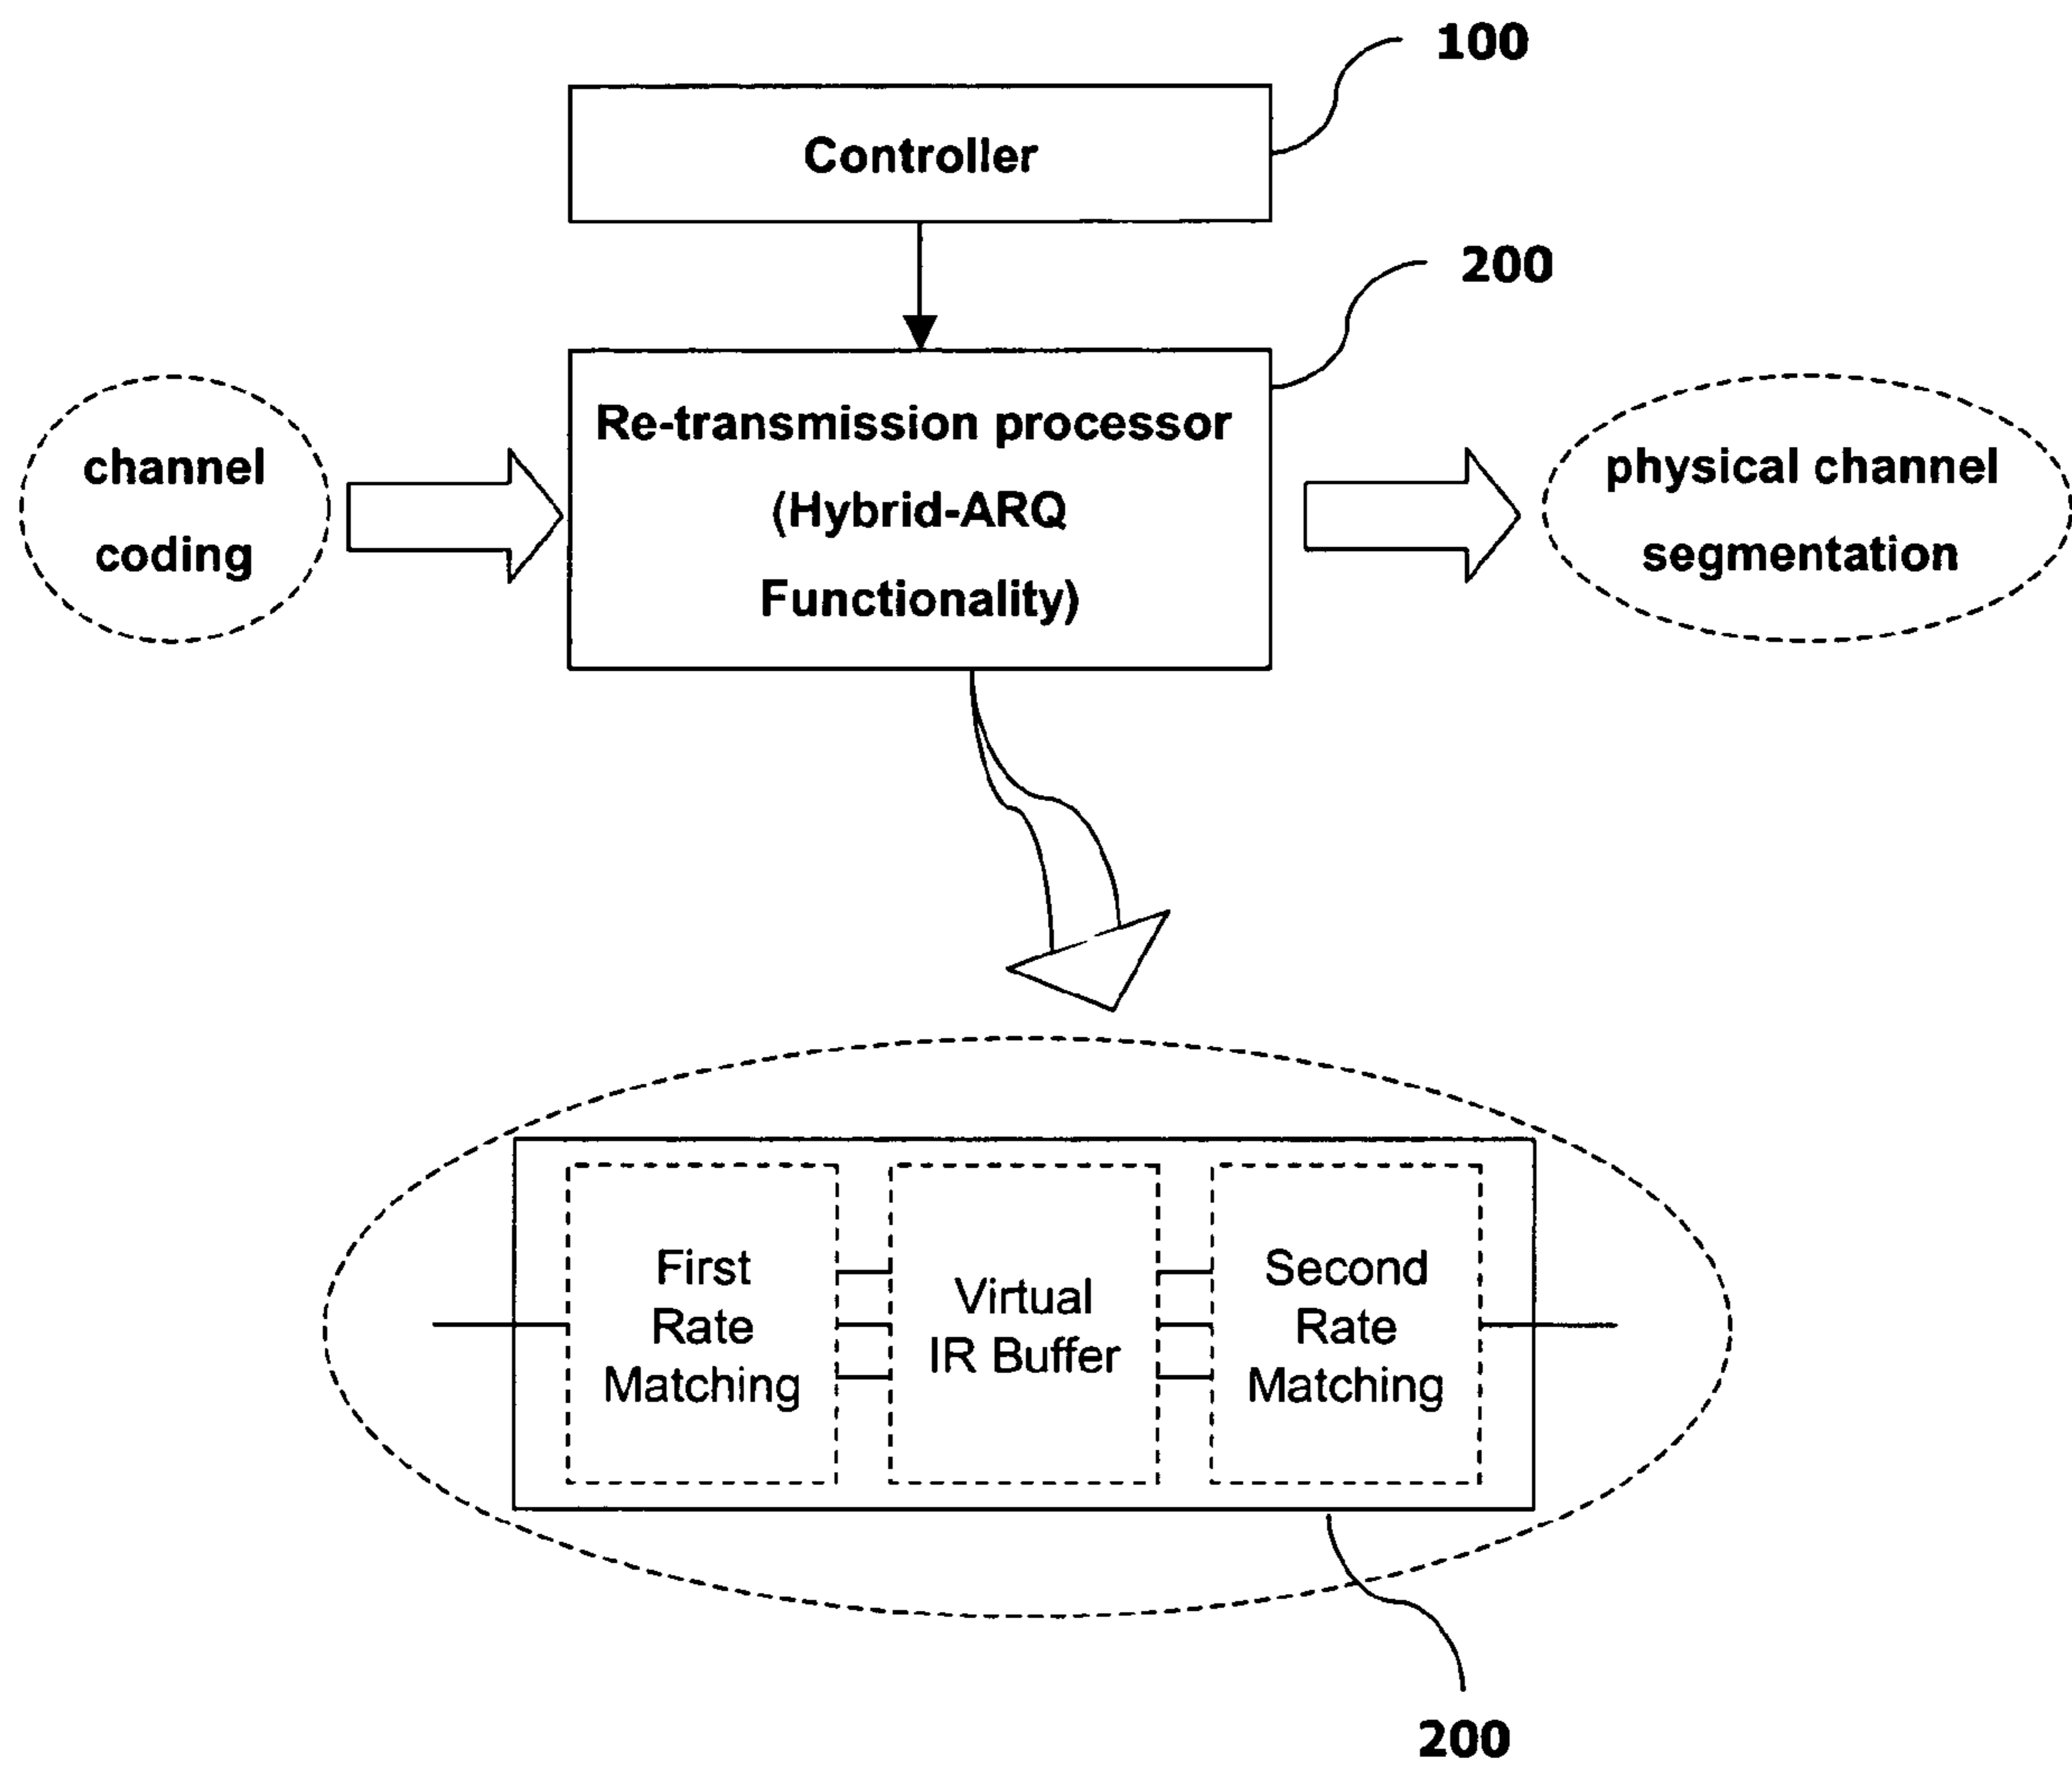 100
Controller
200
Re-transmission processor
(Hybrid-ARQ
Functionality)
channel
coding
physical channel
segmentation
First
Rate
Matching
Virtual
IR Buffer
Second
Rate
Matching
200